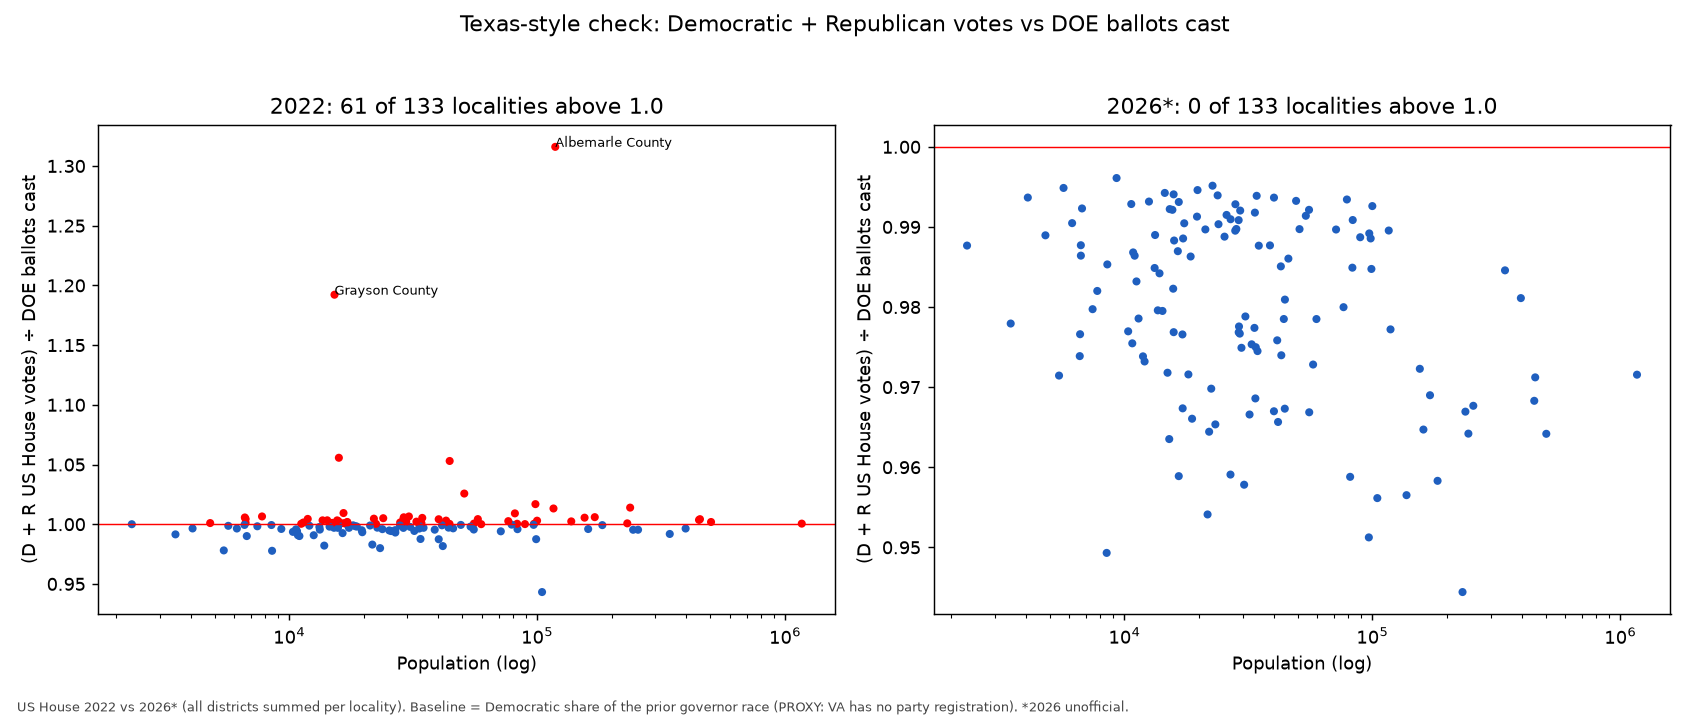 Texas-style check: Democratic + Republican votes vs DOE ballots cast
2022: 61 of 133 localities above 1.0
(D + R US House votes) ÷ DOE ballots cast
1.30
1.25
1.20
1.15
1.10
1.05
1.00
0.95
Albemarle County
Grayson County
10⁴
10⁵
10⁶
Population (log)
2026*: 0 of 133 localities above 1.0
(D + R US House votes) ÷ DOE ballots cast
1.00
0.99
0.98
0.97
0.96
0.95
10⁴
10⁵
10⁶
Population (log)
US House 2022 vs 2026* (all districts summed per locality). Baseline = Democratic share of the prior governor race (PROXY: VA has no party registration). *2026 unofficial.